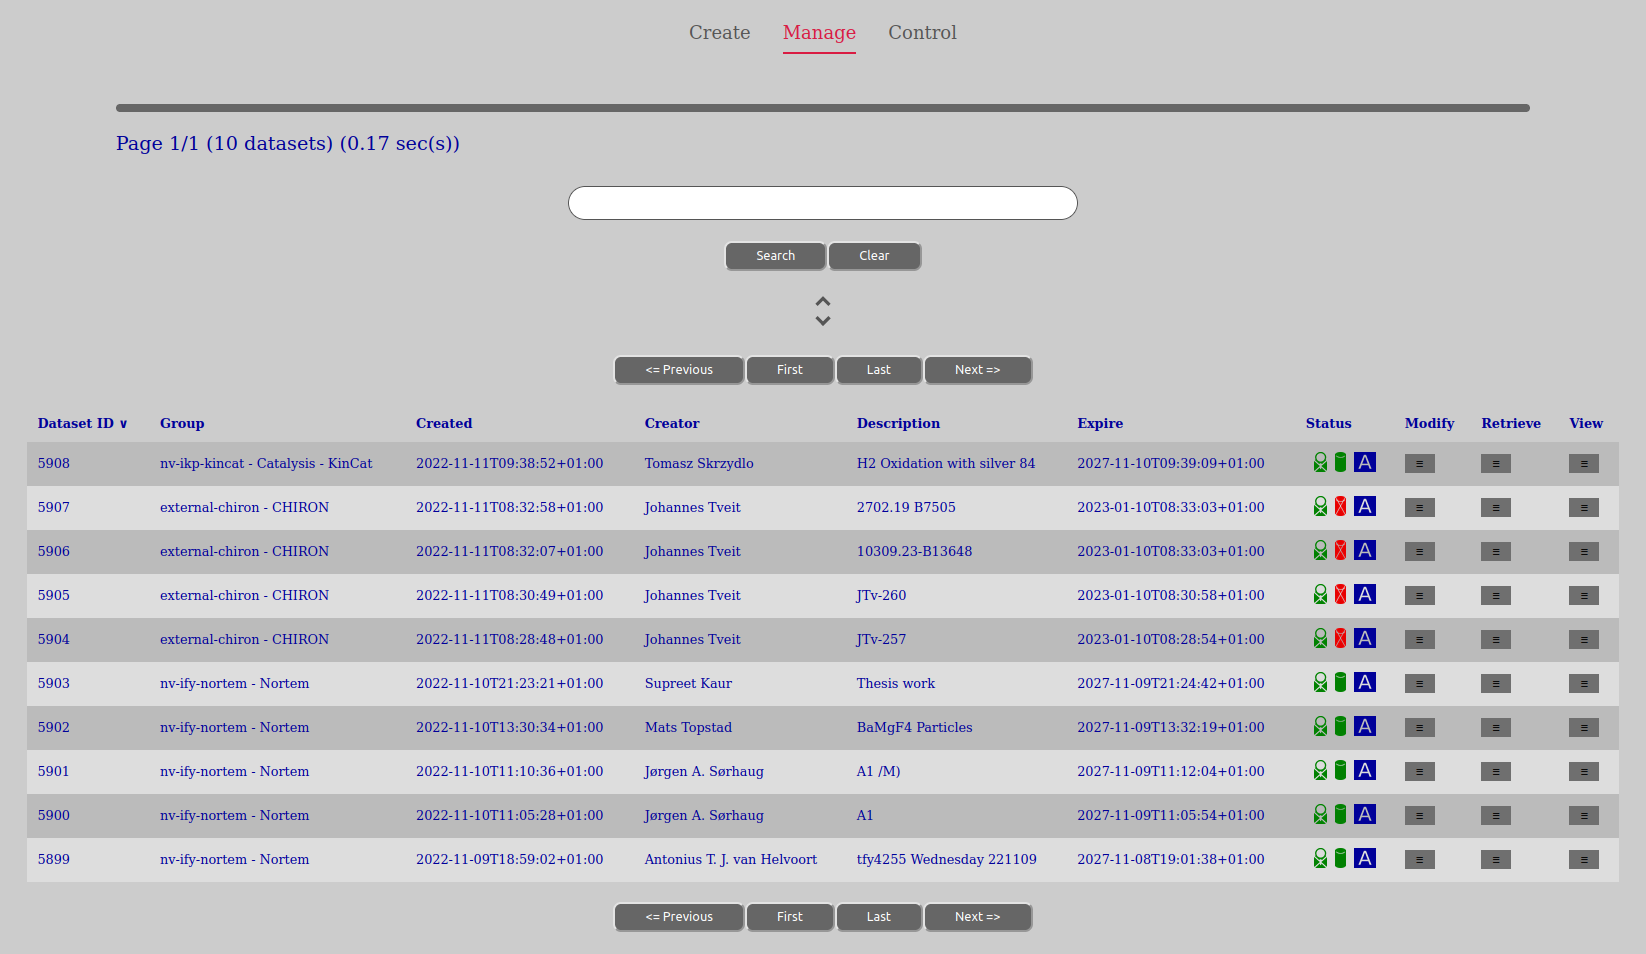 Create Manage Control
Page 1/1 (10 datasets) (0.17 sec(s))
Search Clear
<= Previous First Last Next =>
Dataset ID ∨ Group Created Creator Description Expire Status Modify Retrieve View
5908 nv-ikp-kincat - Catalysis - KinCat 2022-11-11T09:38:52+01:00 Tomasz Skrzydlo H2 Oxidation with silver 84 2027-11-10T09:39:09+01:00 A ≡ ≡ ≡
5907 external-chiron - CHIRON 2022-11-11T08:32:58+01:00 Johannes Tveit 2702.19 B7505 2023-01-10T08:33:03+01:00 A ≡ ≡ ≡
5906 external-chiron - CHIRON 2022-11-11T08:32:07+01:00 Johannes Tveit 10309.23-B13648 2023-01-10T08:33:03+01:00 A ≡ ≡ ≡
5905 external-chiron - CHIRON 2022-11-11T08:30:49+01:00 Johannes Tveit JTv-260 2023-01-10T08:30:58+01:00 A ≡ ≡ ≡
5904 external-chiron - CHIRON 2022-11-11T08:28:48+01:00 Johannes Tveit JTv-257 2023-01-10T08:28:54+01:00 A ≡ ≡ ≡
5903 nv-ify-nortem - Nortem 2022-11-10T21:23:21+01:00 Supreet Kaur Thesis work 2027-11-09T21:24:42+01:00 A ≡ ≡ ≡
5902 nv-ify-nortem - Nortem 2022-11-10T13:30:34+01:00 Mats Topstad BaMgF4 Particles 2027-11-09T13:32:19+01:00 A ≡ ≡ ≡
5901 nv-ify-nortem - Nortem 2022-11-10T11:10:36+01:00 Jørgen A. Sørhaug A1 /M) 2027-11-09T11:12:04+01:00 A ≡ ≡ ≡
5900 nv-ify-nortem - Nortem 2022-11-10T11:05:28+01:00 Jørgen A. Sørhaug A1 2027-11-09T11:05:54+01:00 A ≡ ≡ ≡
5899 nv-ify-nortem - Nortem 2022-11-09T18:59:02+01:00 Antonius T. J. van Helvoort tfy4255 Wednesday 221109 2027-11-08T19:01:38+01:00 A ≡ ≡ ≡
<= Previous First Last Next =>